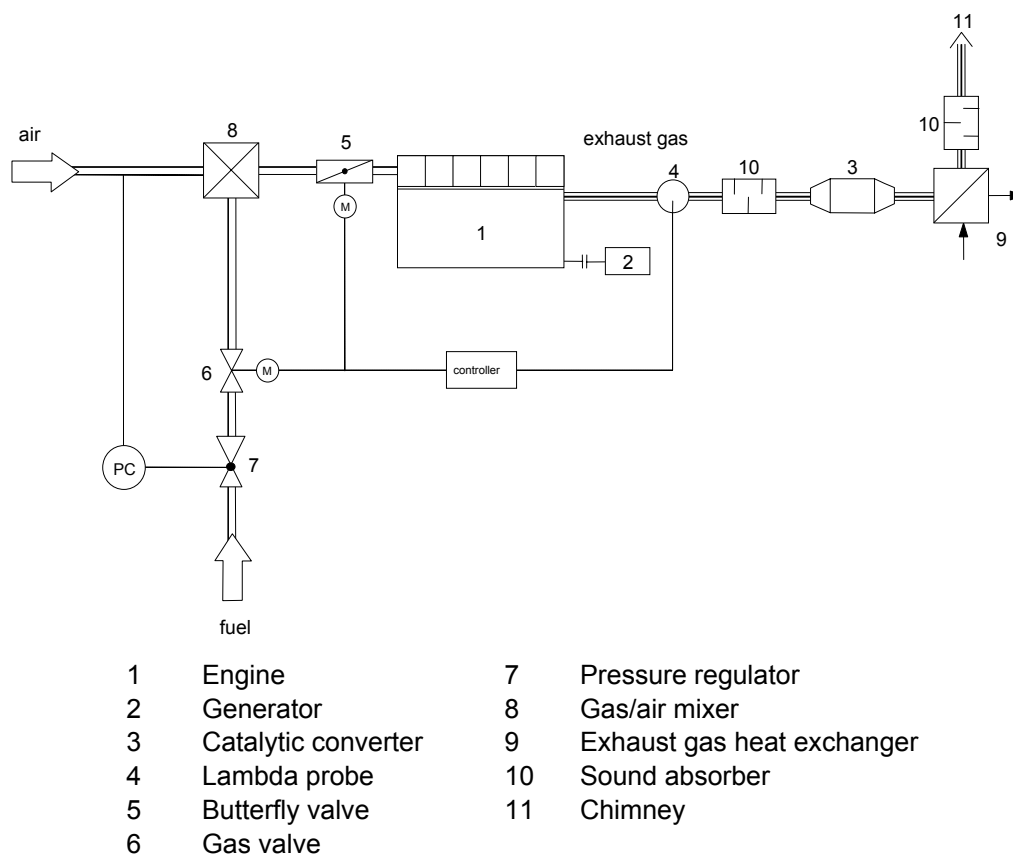 11
air
8
5
exhaust gas
10
4
10
3
M
1
9
2
6
M
controller
PC
7
fuel
1 Engine
2 Generator
3 Catalytic converter
4 Lambda probe
5 Butterfly valve
6 Gas valve
7 Pressure regulator
8 Gas/air mixer
9 Exhaust gas heat exchanger
10 Sound absorber
11 Chimney